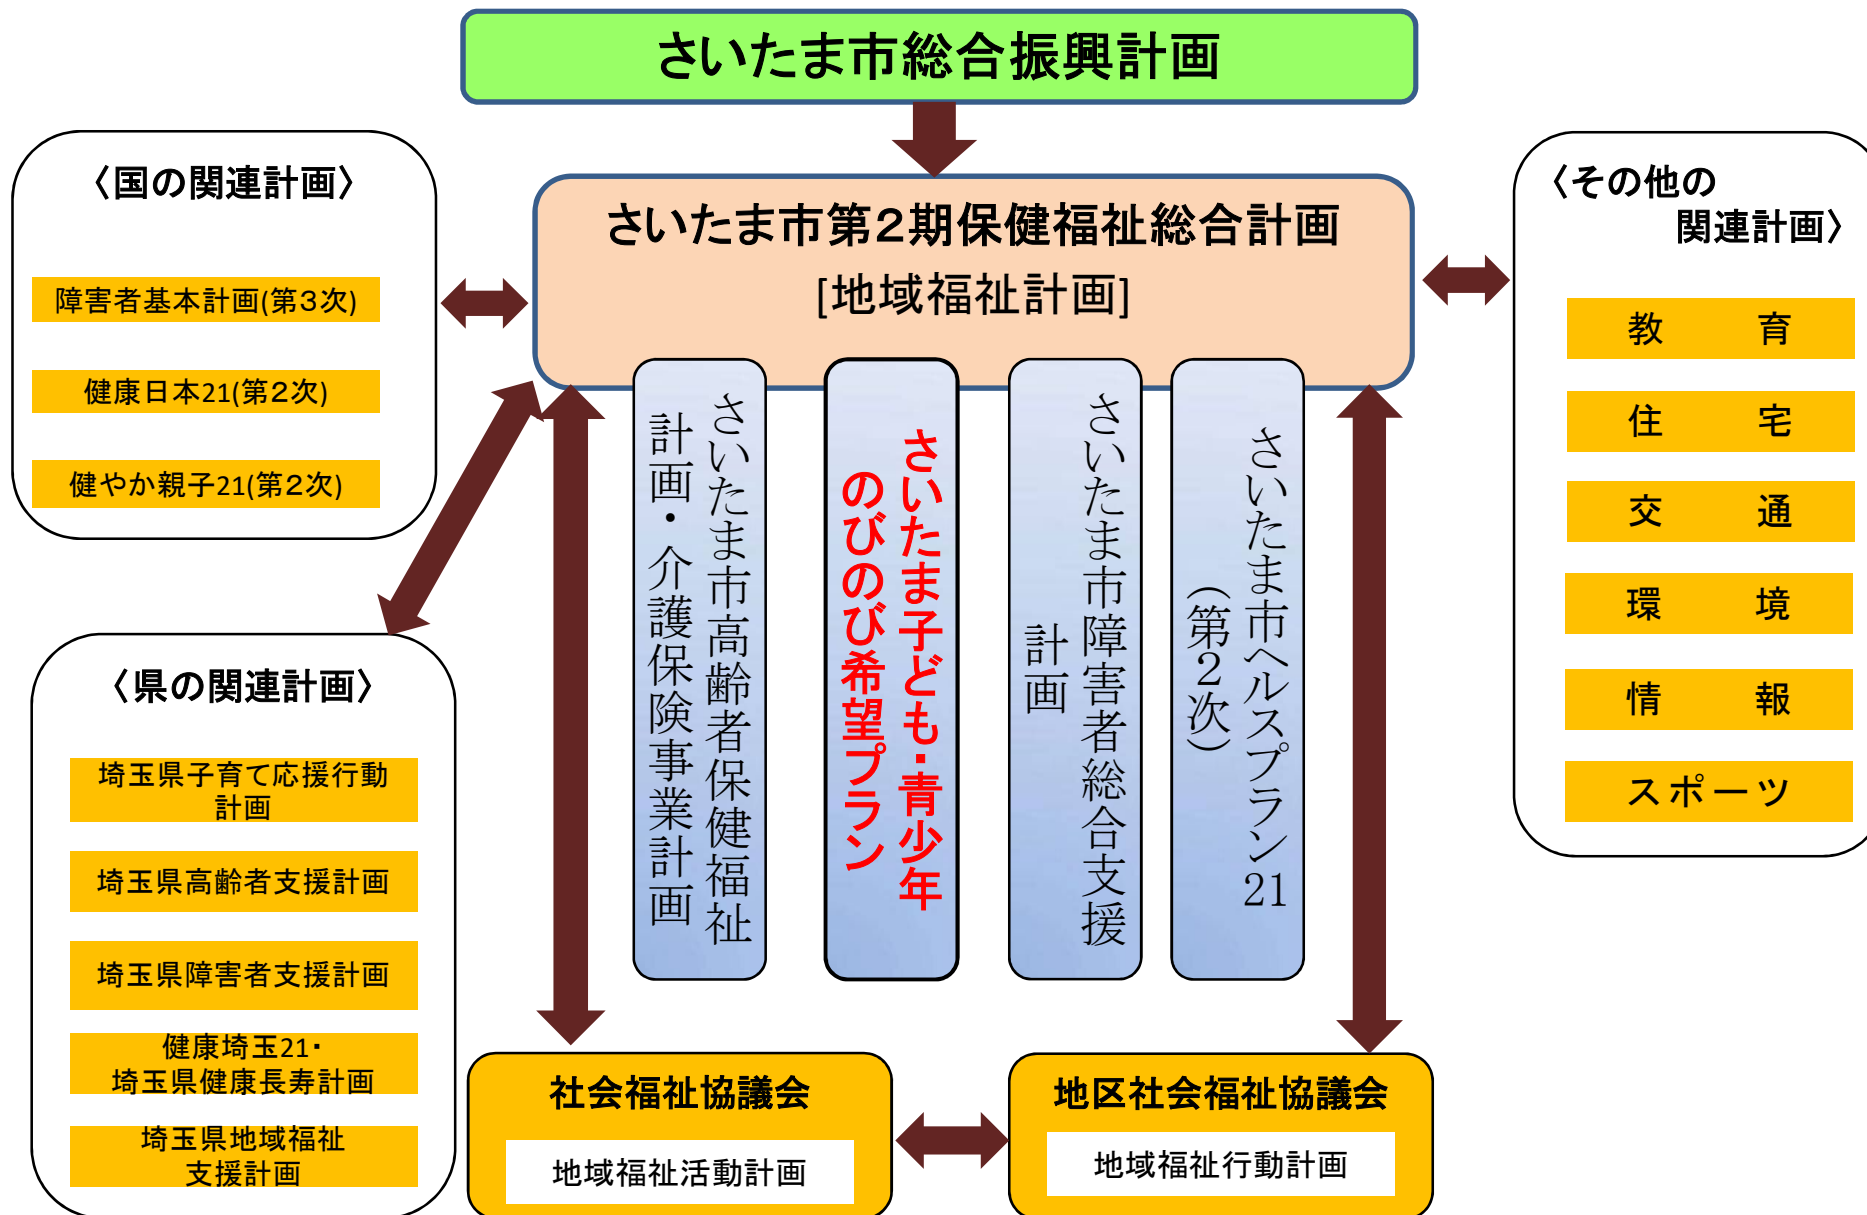 さいたま市総合振興計画
〈国の関連計画〉
障害者基本計画(第3次)
健康日本21(第2次)
健やか親子21(第2次)
さいたま市第2期保健福祉総合計画
[地域福祉計画]
〈その他の
関連計画〉
教　育
住　宅
交　通
環　境
情　報
スポーツ
さいたま市高齢者保健福祉
計画・介護保険事業計画
さいたま子ども・青少年
のびのび希望プラン
さいたま市障害者総合支援
計画
さいたま市ヘルスプラン21
（第2次）
〈県の関連計画〉
埼玉県子育て応援行動
計画
埼玉県高齢者支援計画
埼玉県障害者支援計画
健康埼玉21・
埼玉県健康長寿計画
埼玉県地域福祉
支援計画
社会福祉協議会
地域福祉活動計画
地区社会福祉協議会
地域福祉行動計画